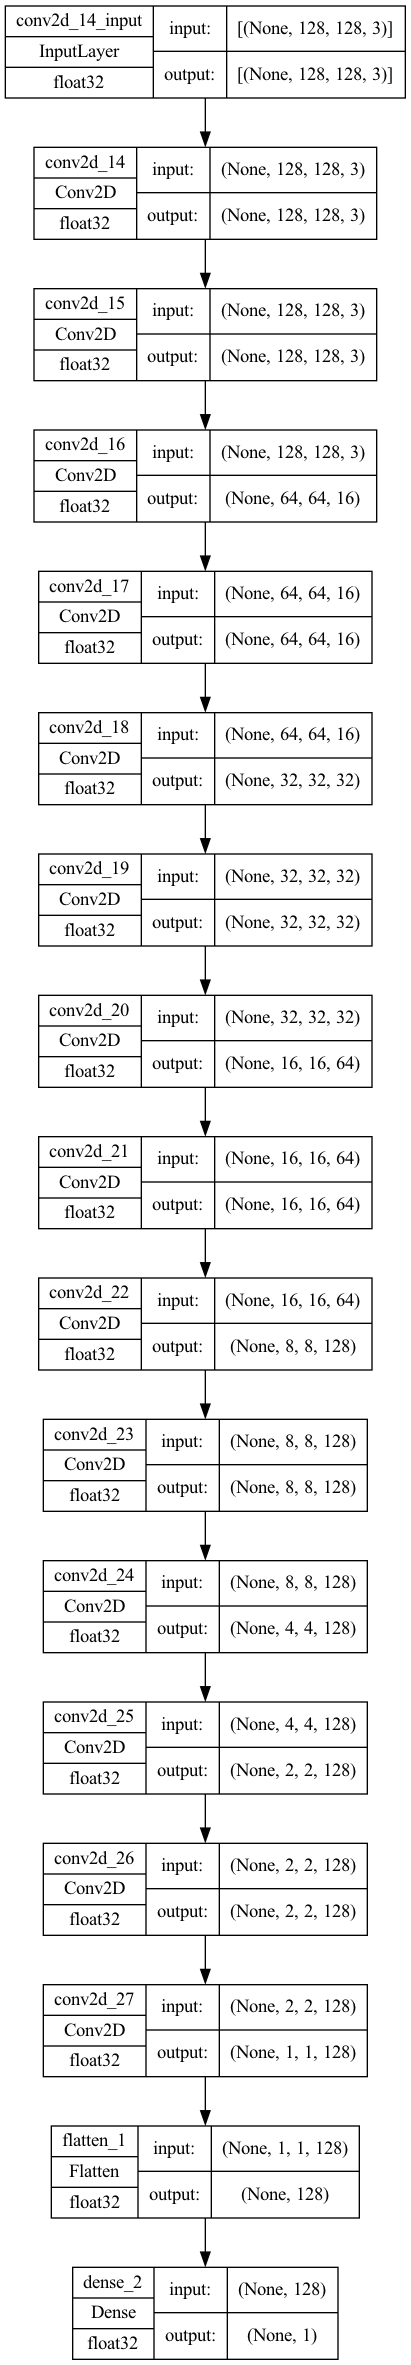 conv2d_14_input
InputLayer
float32
input:
[(None, 128, 128, 3)]
output:
[(None, 128, 128, 3)]
conv2d_14
Conv2D
float32
input:
(None, 128, 128, 3)
output:
(None, 128, 128, 3)
conv2d_15
Conv2D
float32
input:
(None, 128, 128, 3)
output:
(None, 128, 128, 3)
conv2d_16
Conv2D
float32
input:
(None, 128, 128, 3)
output:
(None, 64, 64, 16)
conv2d_17
Conv2D
float32
input:
(None, 64, 64, 16)
output:
(None, 64, 64, 16)
conv2d_18
Conv2D
float32
input:
(None, 64, 64, 16)
output:
(None, 32, 32, 32)
conv2d_19
Conv2D
float32
input:
(None, 32, 32, 32)
output:
(None, 32, 32, 32)
conv2d_20
Conv2D
float32
input:
(None, 32, 32, 32)
output:
(None, 16, 16, 64)
conv2d_21
Conv2D
float32
input:
(None, 16, 16, 64)
output:
(None, 16, 16, 64)
conv2d_22
Conv2D
float32
input:
(None, 16, 16, 64)
output:
(None, 8, 8, 128)
conv2d_23
Conv2D
float32
input:
(None, 8, 8, 128)
output:
(None, 8, 8, 128)
conv2d_24
Conv2D
float32
input:
(None, 8, 8, 128)
output:
(None, 4, 4, 128)
conv2d_25
Conv2D
float32
input:
(None, 4, 4, 128)
output:
(None, 2, 2, 128)
conv2d_26
Conv2D
float32
input:
(None, 2, 2, 128)
output:
(None, 2, 2, 128)
conv2d_27
Conv2D
float32
input:
(None, 2, 2, 128)
output:
(None, 1, 1, 128)
flatten_1
Flatten
float32
input:
(None, 1, 1, 128)
output:
(None, 128)
dense_2
Dense
float32
input:
(None, 128)
output:
(None, 1)